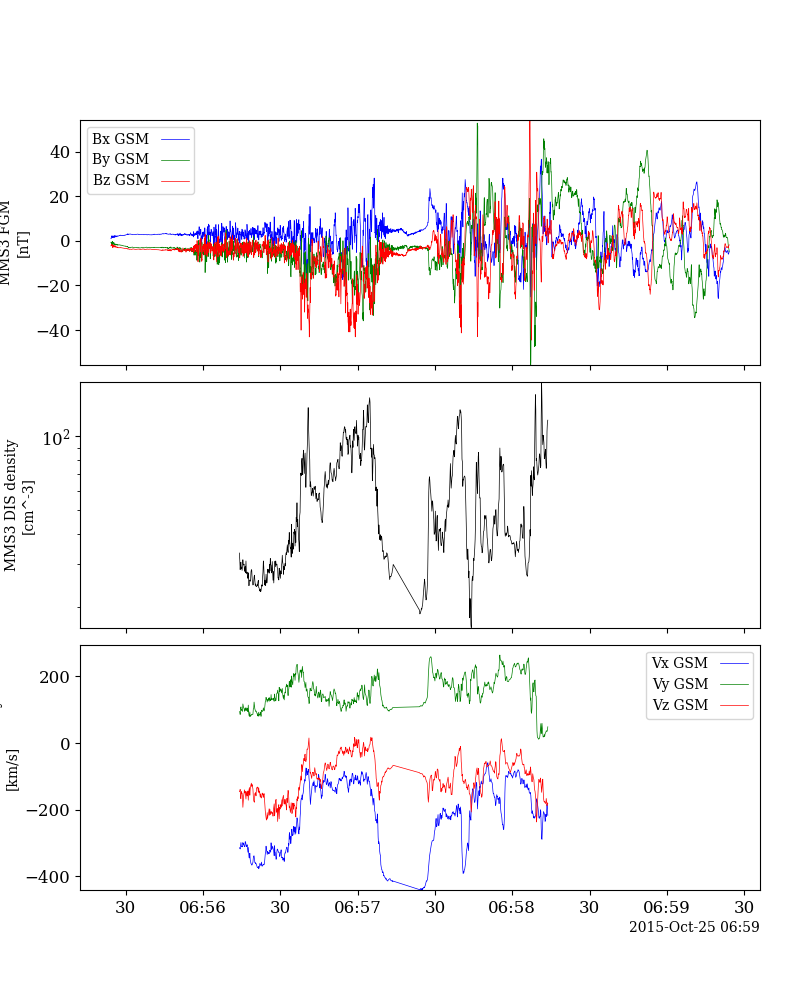 Bx GSM
By GSM
Bz GSM
MMS3 FGM
[nT]
40
20
0
−20
−40
MMS3 DIS density
[cm^-3]
10^2
Vx GSM
Vy GSM
Vz GSM
[km/s]
200
0
−200
−400
30 06:56 30 06:57 30 06:58 30 06:59 30
2015-Oct-25 06:59